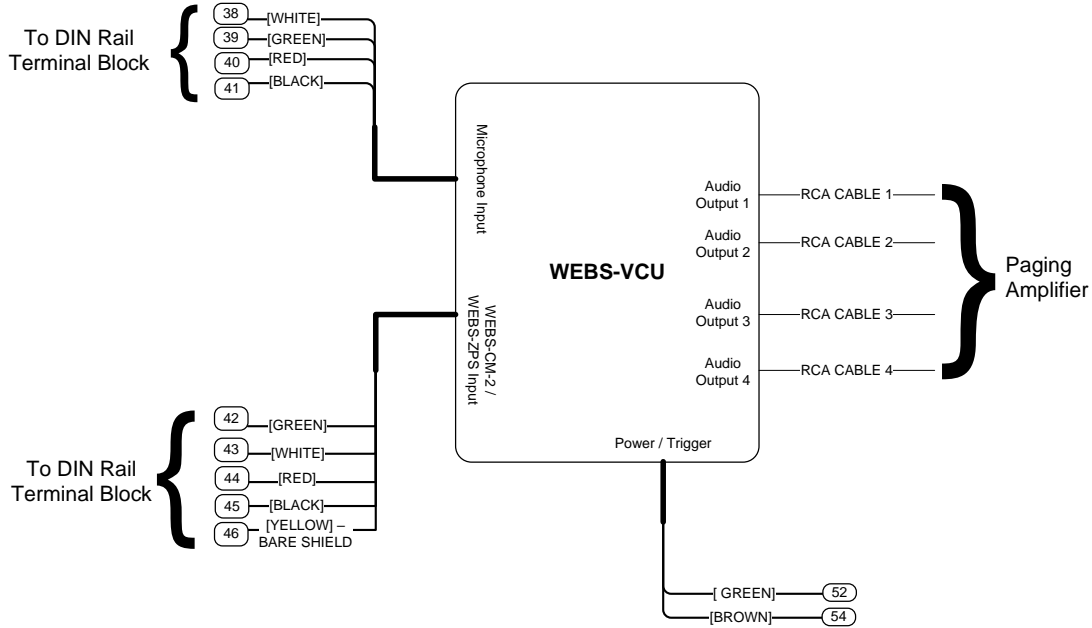 38 [WHITE]
39 [GREEN]
40 [RED]
41 [BLACK]
To DIN Rail
Terminal Block
Microphone Input
WEBS-CM-2 /
WEBS-ZPS Input
WEBS-VCU
Audio
Output 1
RCA CABLE 1
Audio
Output 2
RCA CABLE 2
Audio
Output 3
RCA CABLE 3
Audio
Output 4
RCA CABLE 4
Paging
Amplifier
Power / Trigger
To DIN Rail
Terminal Block
42 [GREEN]
43 [WHITE]
44 [RED]
45 [BLACK]
46 [YELLOW] –
BARE SHIELD
[ GREEN] 52
[BROWN] 54